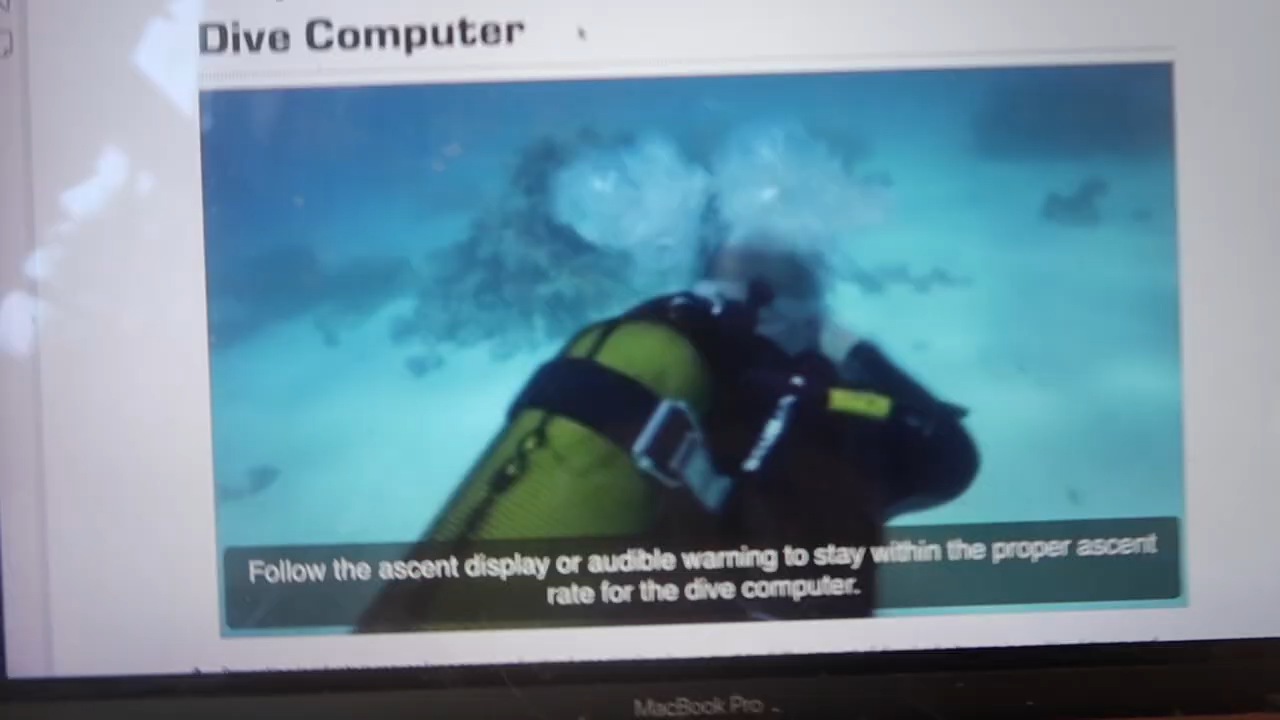 Dive Computer
Follow the ascent display or audible warning to stay within the proper ascent
rate for the dive computer.
MacBook Pro